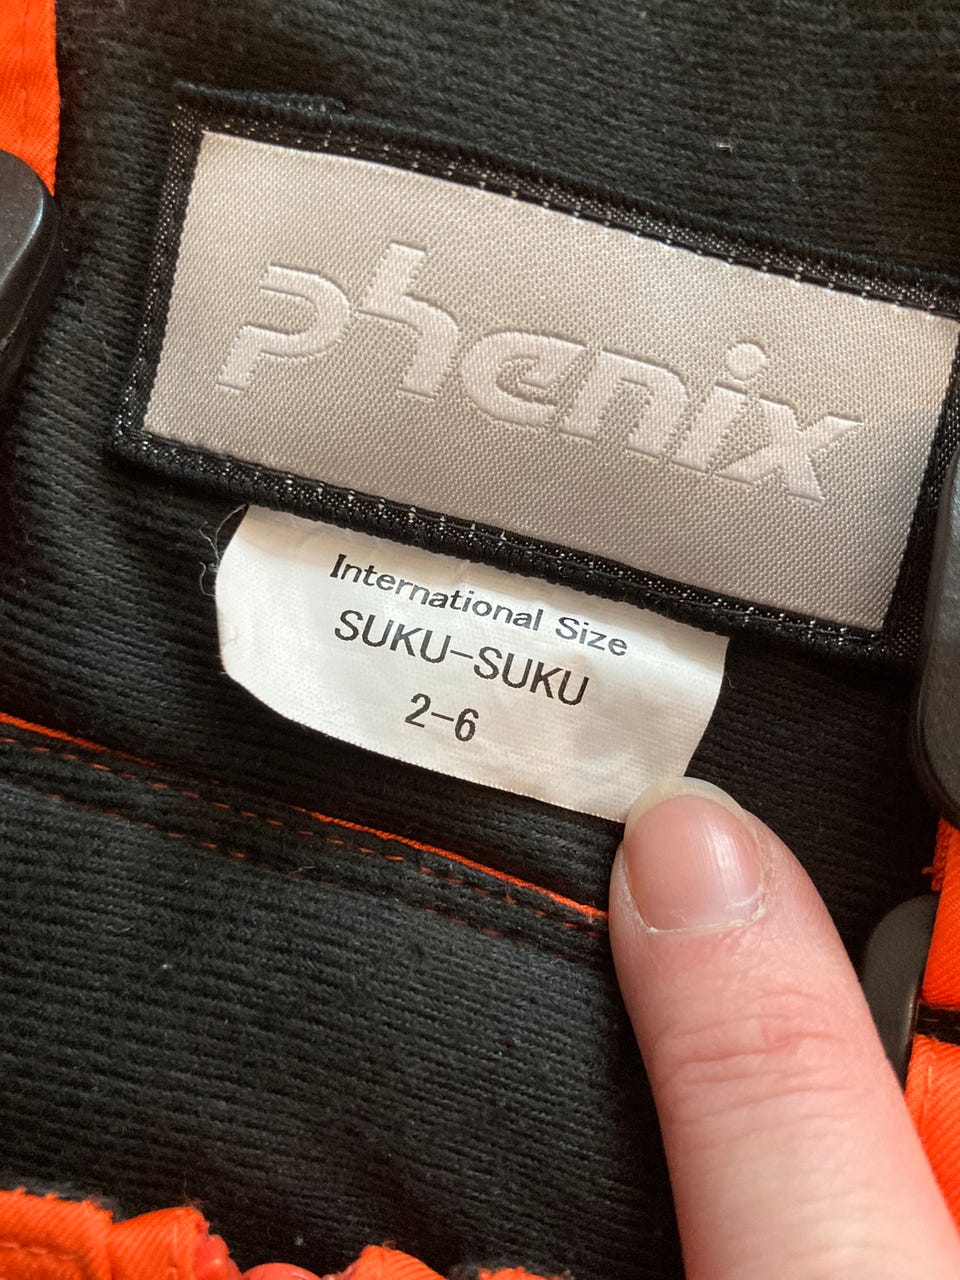 phenix
International Size
SUKU-SUKU
2-6